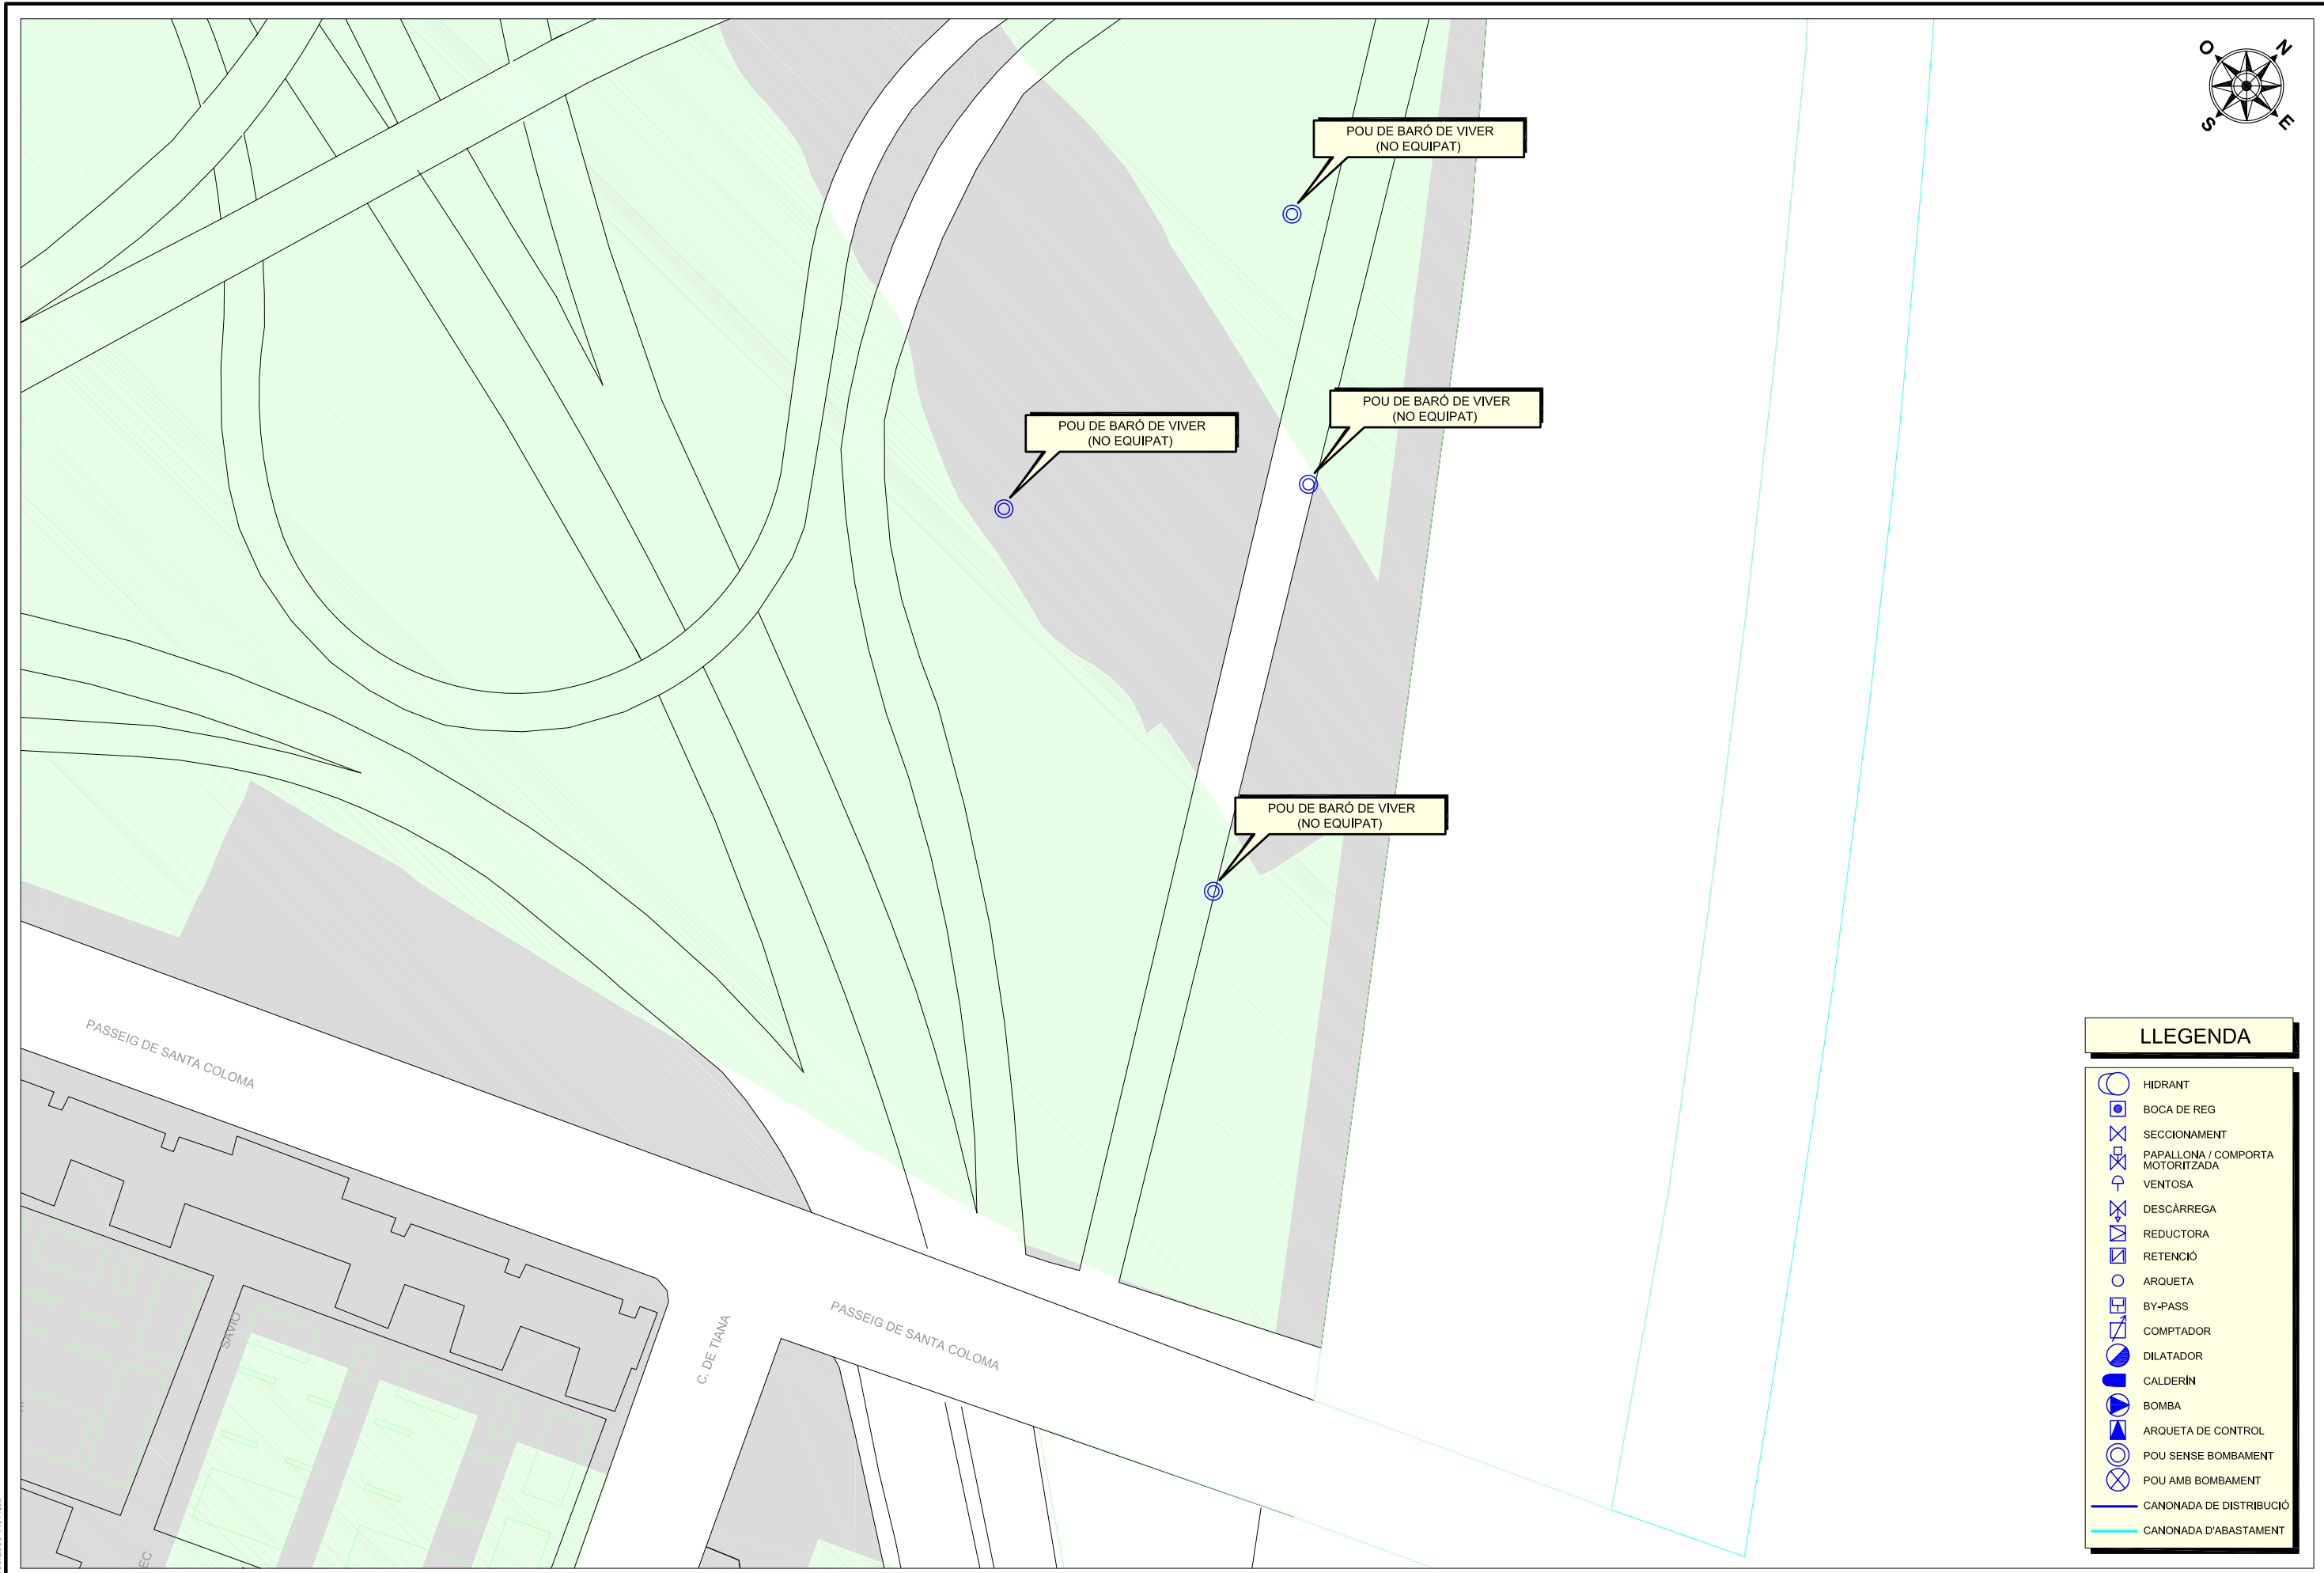 O
N
S
E
POU DE BARÓ DE VIVER
(NO EQUIPAT)
POU DE BARÓ DE VIVER
(NO EQUIPAT)
POU DE BARÓ DE VIVER
(NO EQUIPAT)
POU DE BARÓ DE VIVER
(NO EQUIPAT)
PASSEIG DE SANTA COLOMA
PASSEIG DE SANTA COLOMA
C. DE TIANA
SAVIO
EC
LLEGENDA
HIDRANT
BOCA DE REG
SECCIONAMENT
PAPALLONA / COMPORTA
MOTORITZADA
VENTOSA
DESCÀRREGA
REDUCTORA
RETENCIÓ
ARQUETA
BY-PASS
COMPTADOR
DILATADOR
CALDERÍN
BOMBA
ARQUETA DE CONTROL
POU SENSE BOMBAMENT
POU AMB BOMBAMENT
CANONADA DE DISTRIBUCIÓ
CANONADA D'ABASTAMENT